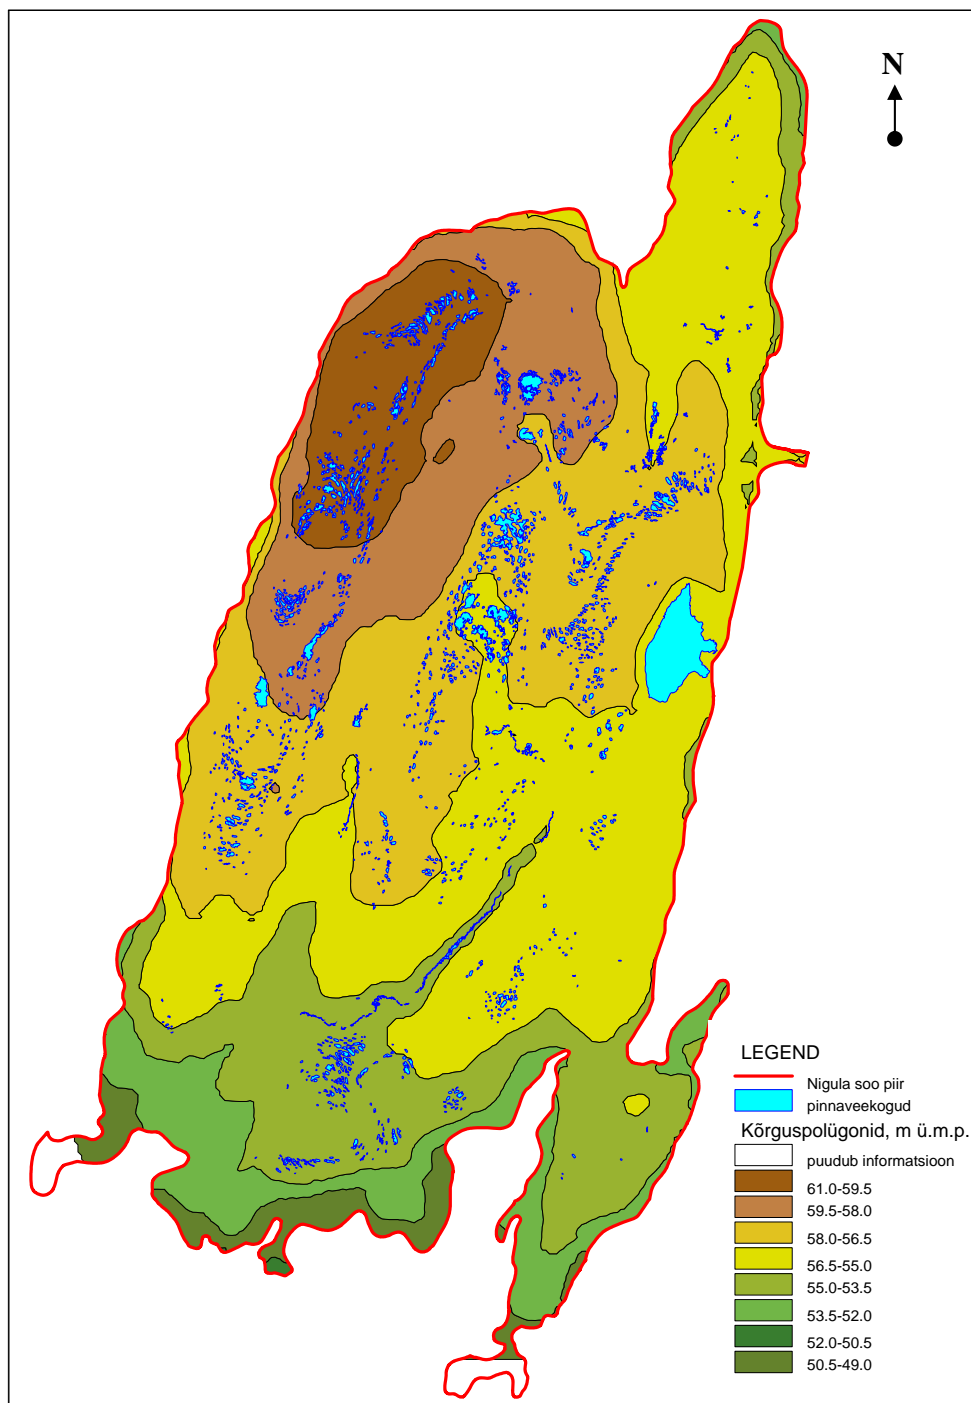 N
LEGEND
Nigula soo piir
pinnaveekogud
Kõrguspolügonid, m ü.m.p.
puudub informatsioon
61.0-59.5
59.5-58.0
58.0-56.5
56.5-55.0
55.0-53.5
53.5-52.0
52.0-50.5
50.5-49.0